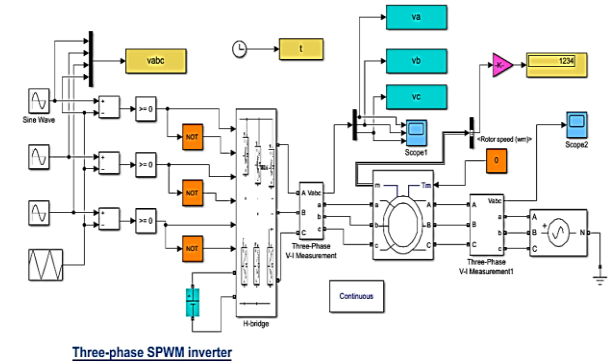 va
vabc
t
vb
-K-
1234
vc
Sine Wave
>= 0
NOT
Scope1
<Rotor speed (wm)>
Scope2
0
>= 0
NOT
A Vabc
a
B b
C c
m Tm
a A
b B
c C
Vabc
A
a B
b
c C
A
B N
C
>= 0
NOT
Three-Phase
V-I Measurement
Three-Phase
V-I Measurement1
Continuous
H-bridge
Three-phase SPWM inverter